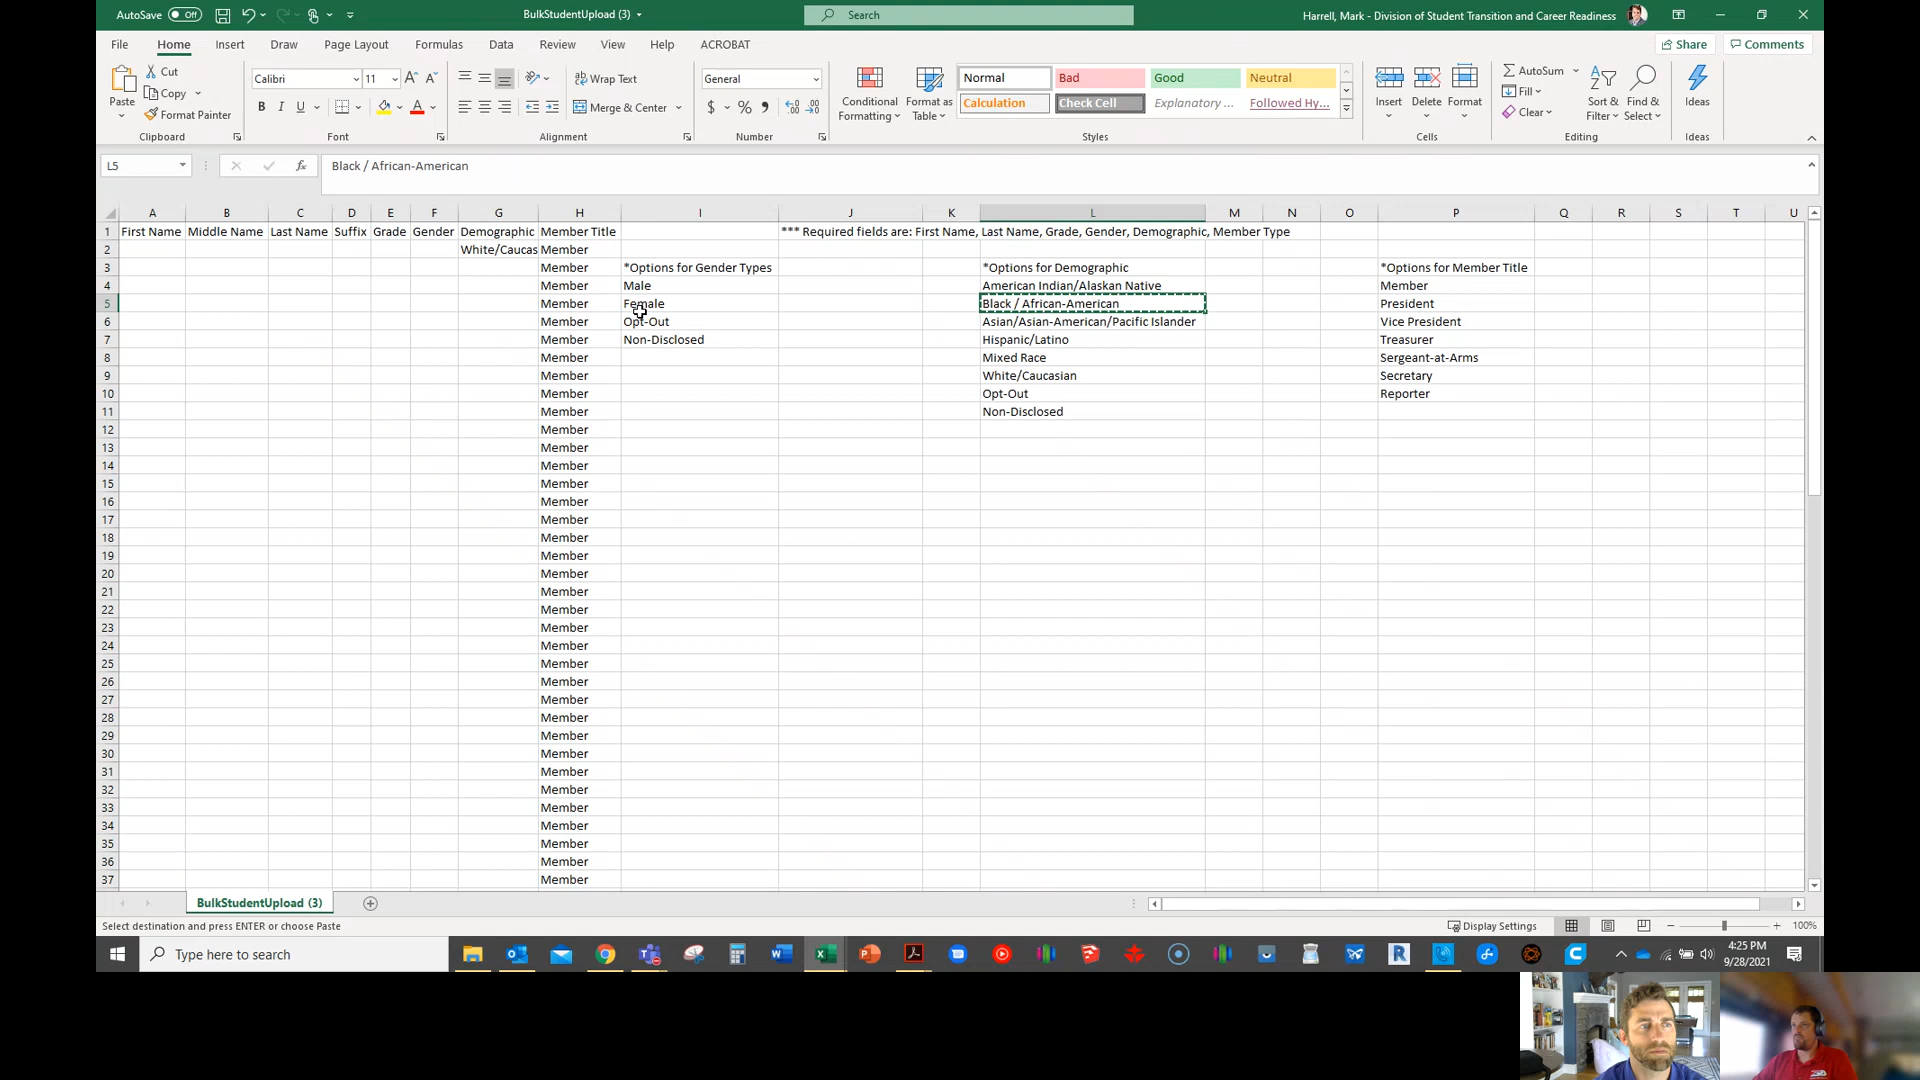 AutoSave Off BulkStudentUpload (3) Search Harrell, Mark - Division of Student Transition and Career Readiness
File Home Insert Draw Page Layout Formulas Data Review View Help ACROBAT Share Comments
Paste Cut Copy Format Painter Clipboard
Calibri 11 A A B I U A Font
Wrap Text Merge & Center Alignment
General $ % Number
Conditional Formatting Format as Table
Normal Bad Good Neutral
Calculation Check Cell Explanatory ... Followed Hy...
Styles
Insert Delete Format Cells
AutoSum Fill Clear Sort & Filter Find & Select Editing
Ideas Ideas
L5 fx Black / African-American
A B C D E F G H I J K L M N O P Q R S T U
1 First Name Middle Name Last Name Suffix Grade Gender Demographic Member Title *** Required fields are: First Name, Last Name, Grade, Gender, Demographic, Member Type
2 White/Caucas Member
3 Member *Options for Gender Types *Options for Demographic *Options for Member Title
4 Member Male American Indian/Alaskan Native Member
5 Member Female Black / African-American President
6 Member Opt-Out Asian/Asian-American/Pacific Islander Vice President
7 Member Non-Disclosed Hispanic/Latino Treasurer
8 Member Mixed Race Sergeant-at-Arms
9 Member White/Caucasian Secretary
10 Member Opt-Out Reporter
11 Member Non-Disclosed
12 Member
13 Member
14 Member
15 Member
16 Member
17 Member
18 Member
19 Member
20 Member
21 Member
22 Member
23 Member
24 Member
25 Member
26 Member
27 Member
28 Member
29 Member
30 Member
31 Member
32 Member
33 Member
34 Member
35 Member
36 Member
37 Member
BulkStudentUpload (3)
Select destination and press ENTER or choose Paste Display Settings 100%
Type here to search 4:25 PM
9/28/2021